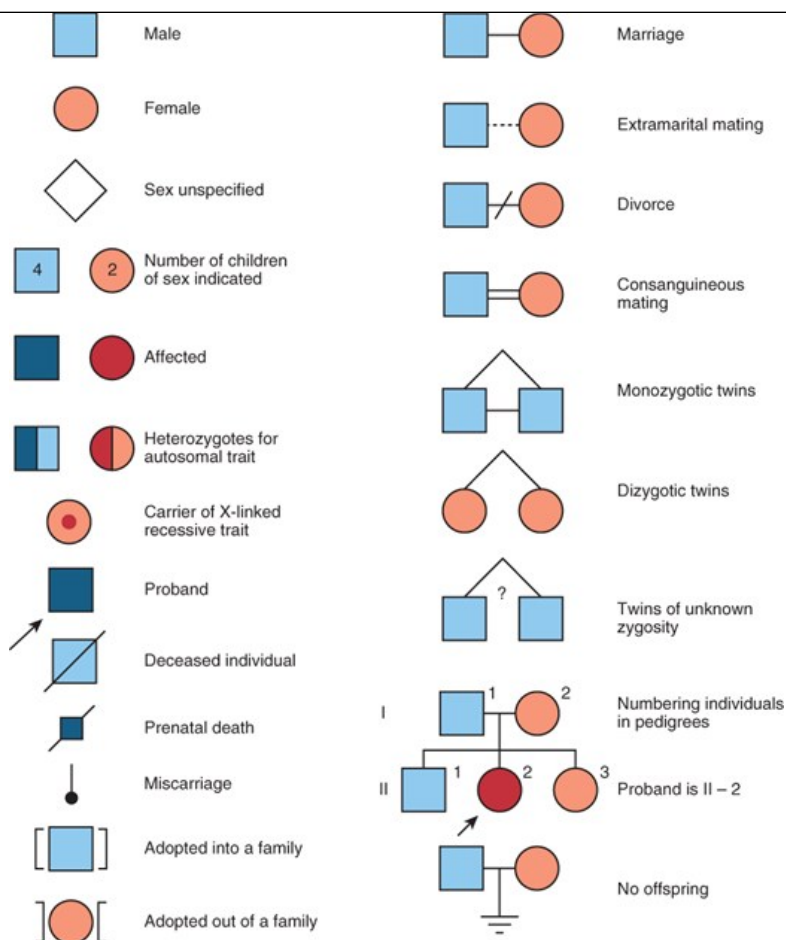 Male
Female
Sex unspecified
4
2
Number of children
of sex indicated
Affected
Heterozygotes for
autosomal trait
Carrier of X-linked
recessive trait
Proband
Deceased individual
Prenatal death
Miscarriage
Adopted into a family
Adopted out of a family
Marriage
Extramarital mating
Divorce
Consanguineous
mating
Monozygotic twins
Dizygotic twins
?
Twins of unknown
zygosity
I
1
2
Numbering individuals
in pedigrees
II
1
2
3
Proband is II – 2
No offspring